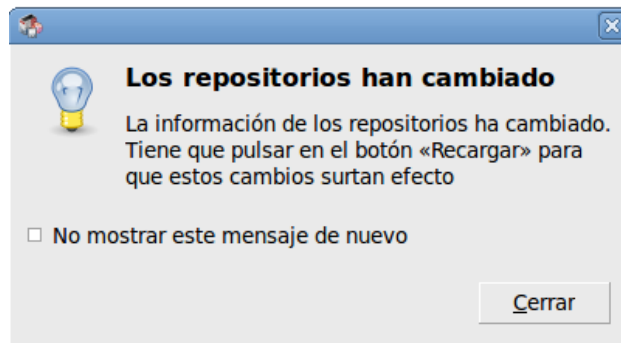 Los repositorios han cambiado
La información de los repositorios ha cambiado.
Tiene que pulsar en el botón «Recargar» para
que estos cambios surtan efecto
No mostrar este mensaje de nuevo
Cerrar